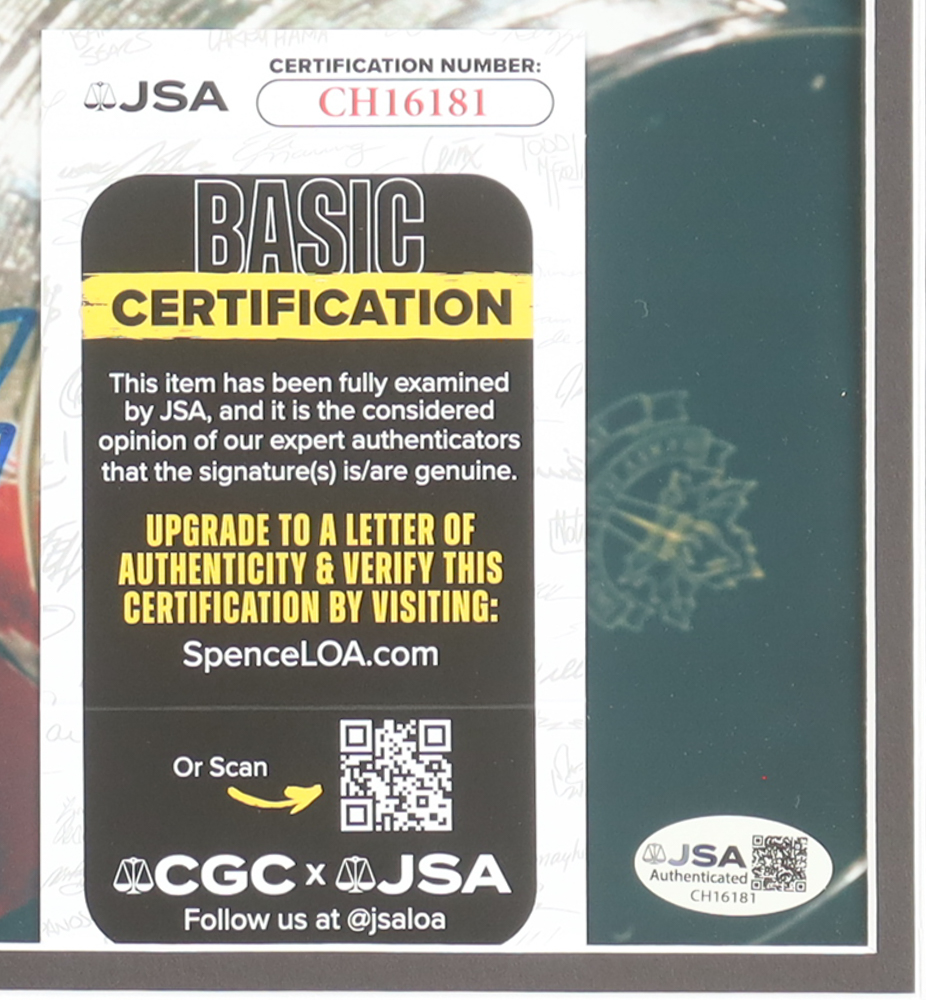 JSA
CERTIFICATION NUMBER:
CH16181
BASIC
CERTIFICATION
This item has been fully examined
by JSA, and it is the considered
opinion of our expert authenticators
that the signature(s) is/are genuine.
UPGRADE TO A LETTER OF
AUTHENTICITY & VERIFY THIS
CERTIFICATION BY VISITING:
SpenceLOA.com
Or Scan
CGC x JSA
Follow us at @jsaloa
JSA
Authenticated
CH16181